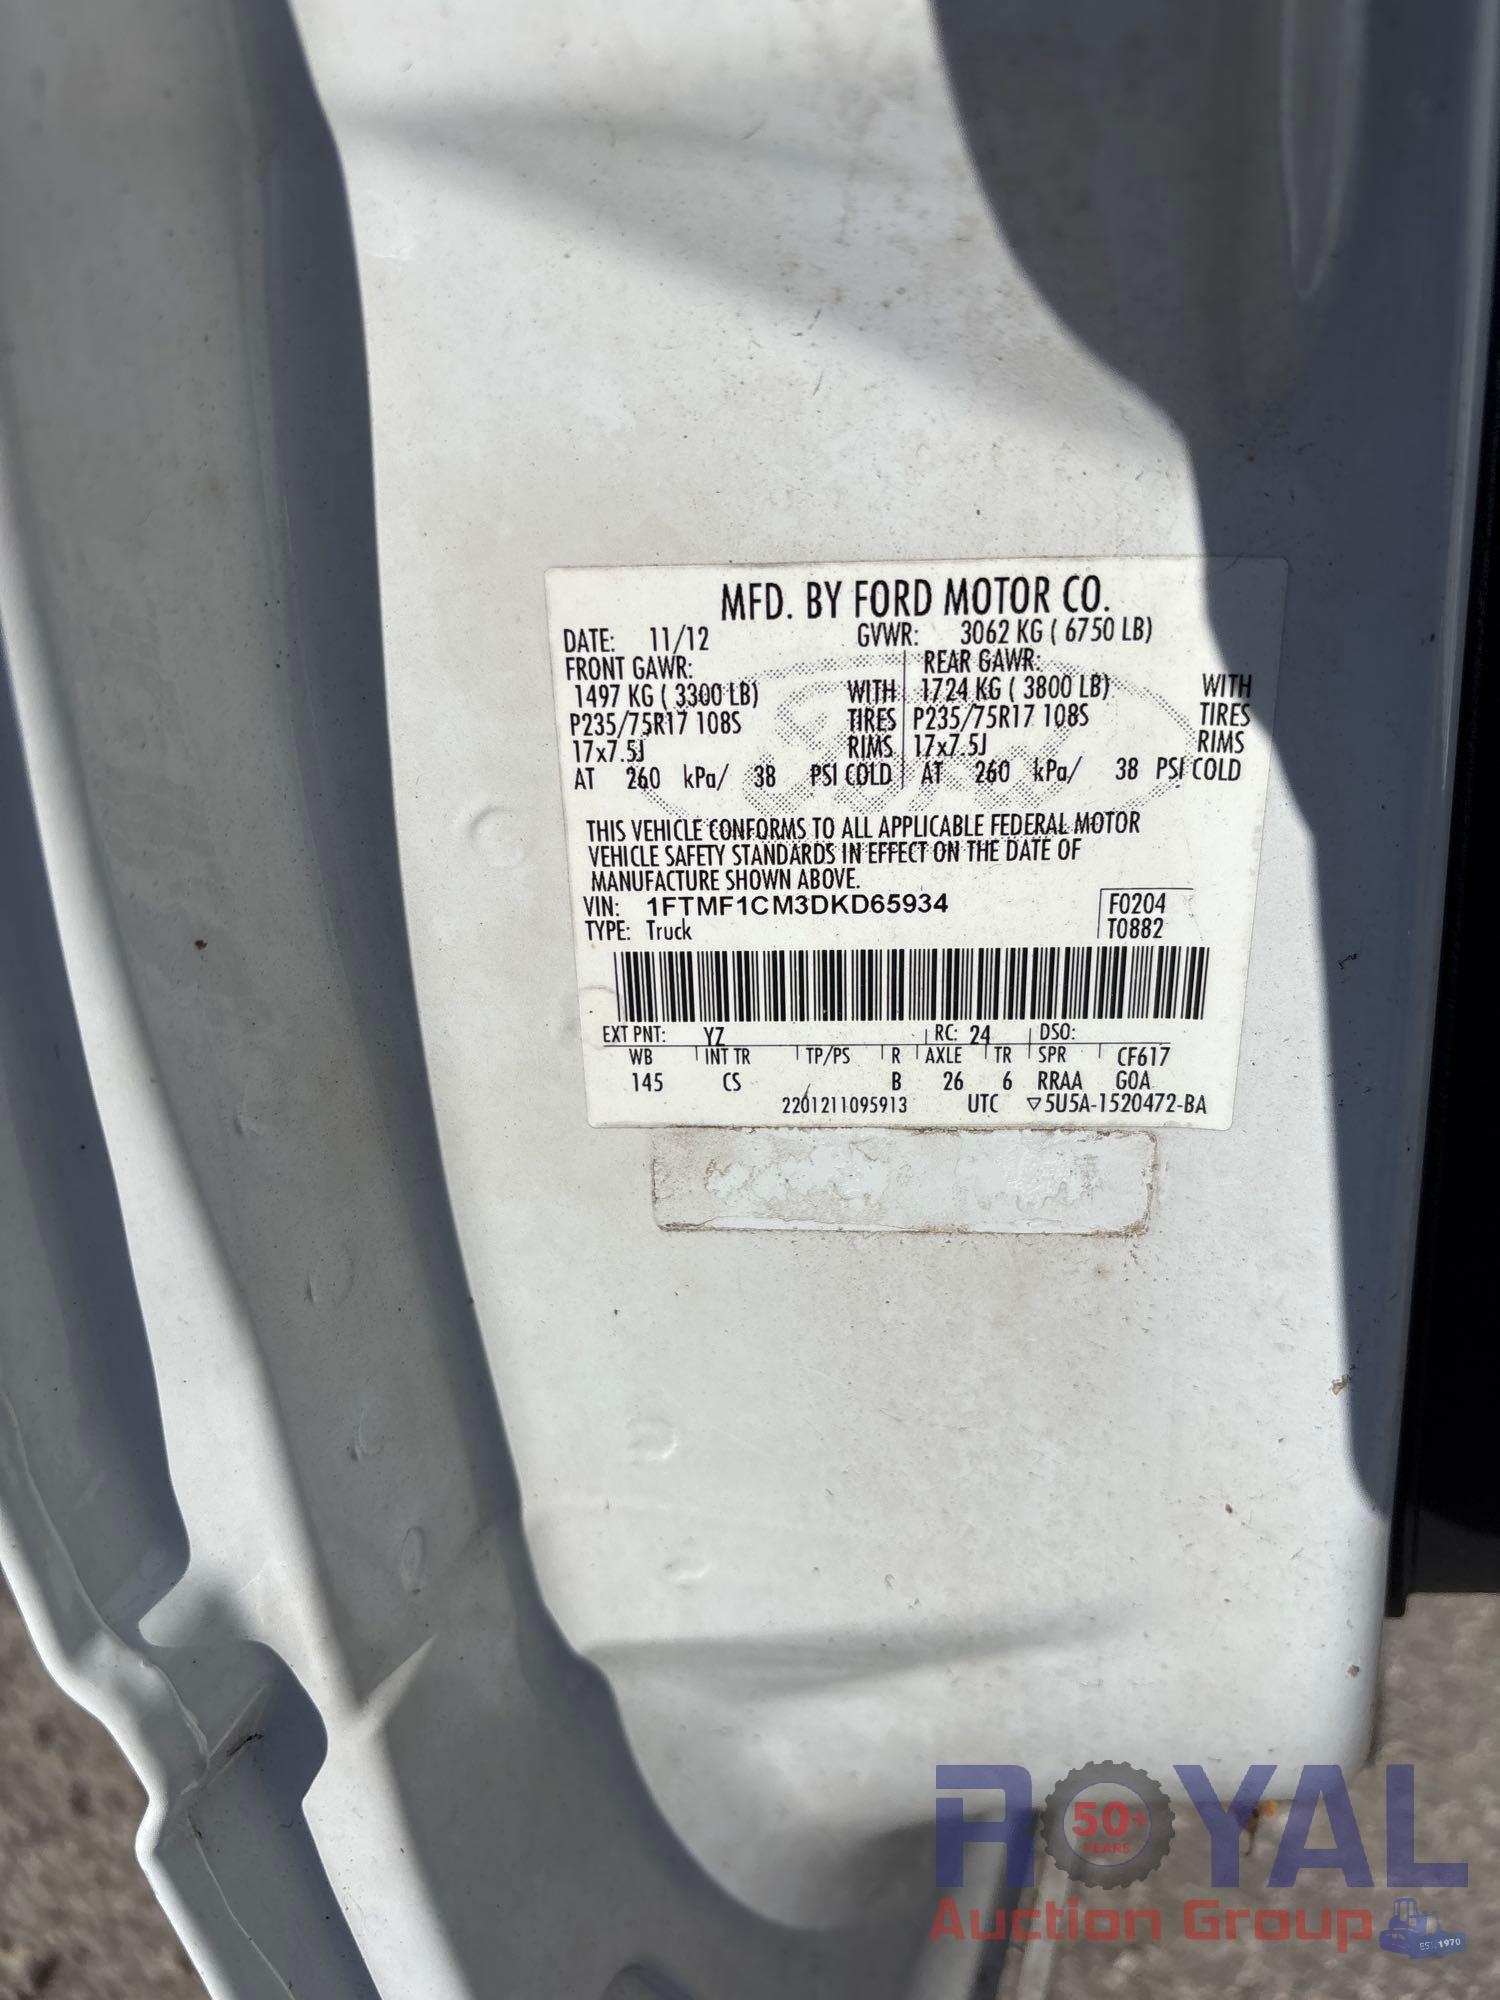 MFD. BY FORD MOTOR CO.
DATE: 11/12 GVWR: 3062 KG ( 6750 LB)
FRONT GAWR: REAR GAWR:
1497 KG ( 3300 LB) WITH 1724 KG ( 3800 LB) WITH
P235/75R17 108S TIRES P235/75R17 108S TIRES
17x7.5J RIMS 17x7.5J RIMS
AT 260 kPa/ 38 PSI COLD AT 260 kPa/ 38 PSI COLD
THIS VEHICLE CONFORMS TO ALL APPLICABLE FEDERAL MOTOR
VEHICLE SAFETY STANDARDS IN EFFECT ON THE DATE OF
MANUFACTURE SHOWN ABOVE.
VIN: 1FTMF1CM3DKD65934 F0204
TYPE: Truck T0882
EXT PNT: YZ RC: 24 DSO:
WB INT TR TP/PS R AXLE TR SPR CF617
145 CS B 26 6 RRAA GOA
2201211095913 UTC ▽5U5A-1520472-BA
ROYAL
50+
YEARS
Auction Group
EST. 1970